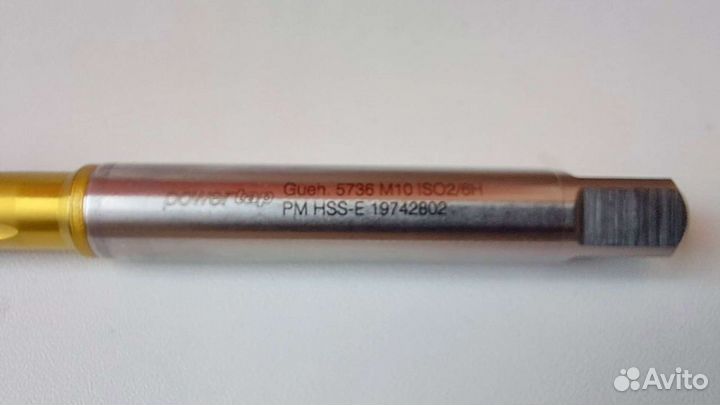 powertap Gueh. 5736 M10 ISO2/6H
PM HSS-E 19742802
Avito